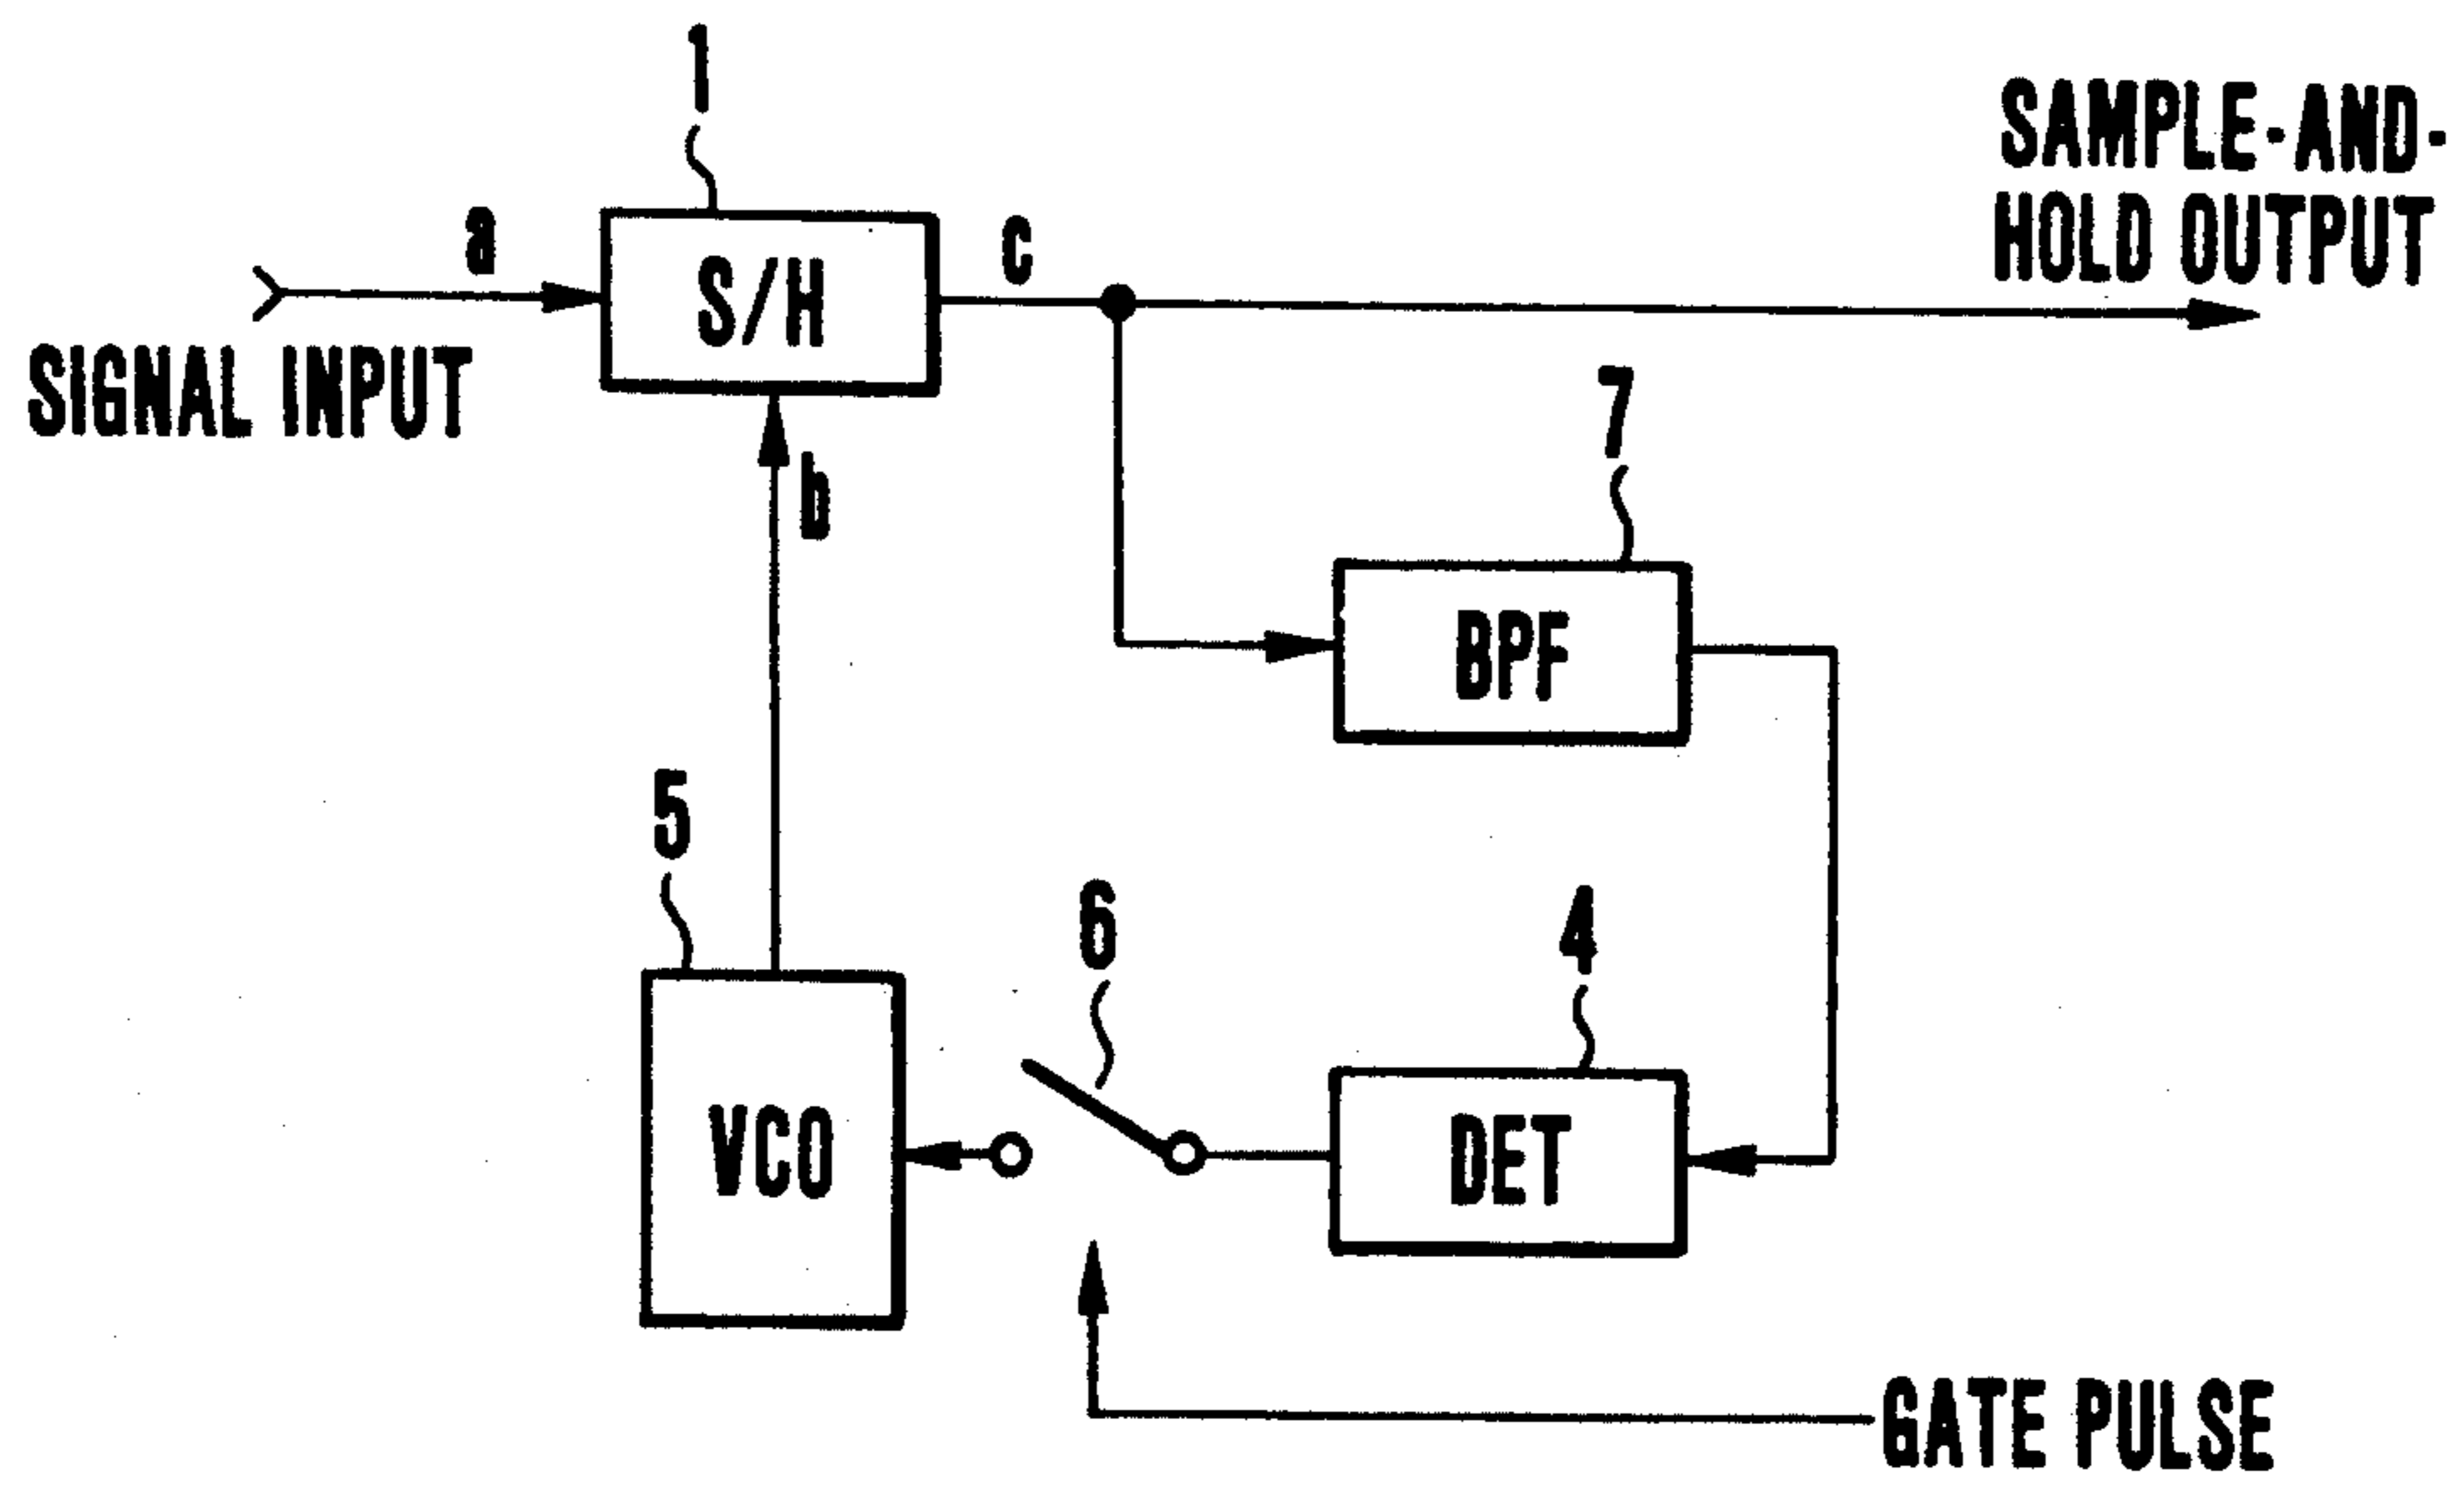 1
SAMPLE-AND-
HOLD OUTPUT
a
S/H
c
SIGNAL INPUT
7
b
BPF
5
6
4
VCO
DET
GATE PULSE